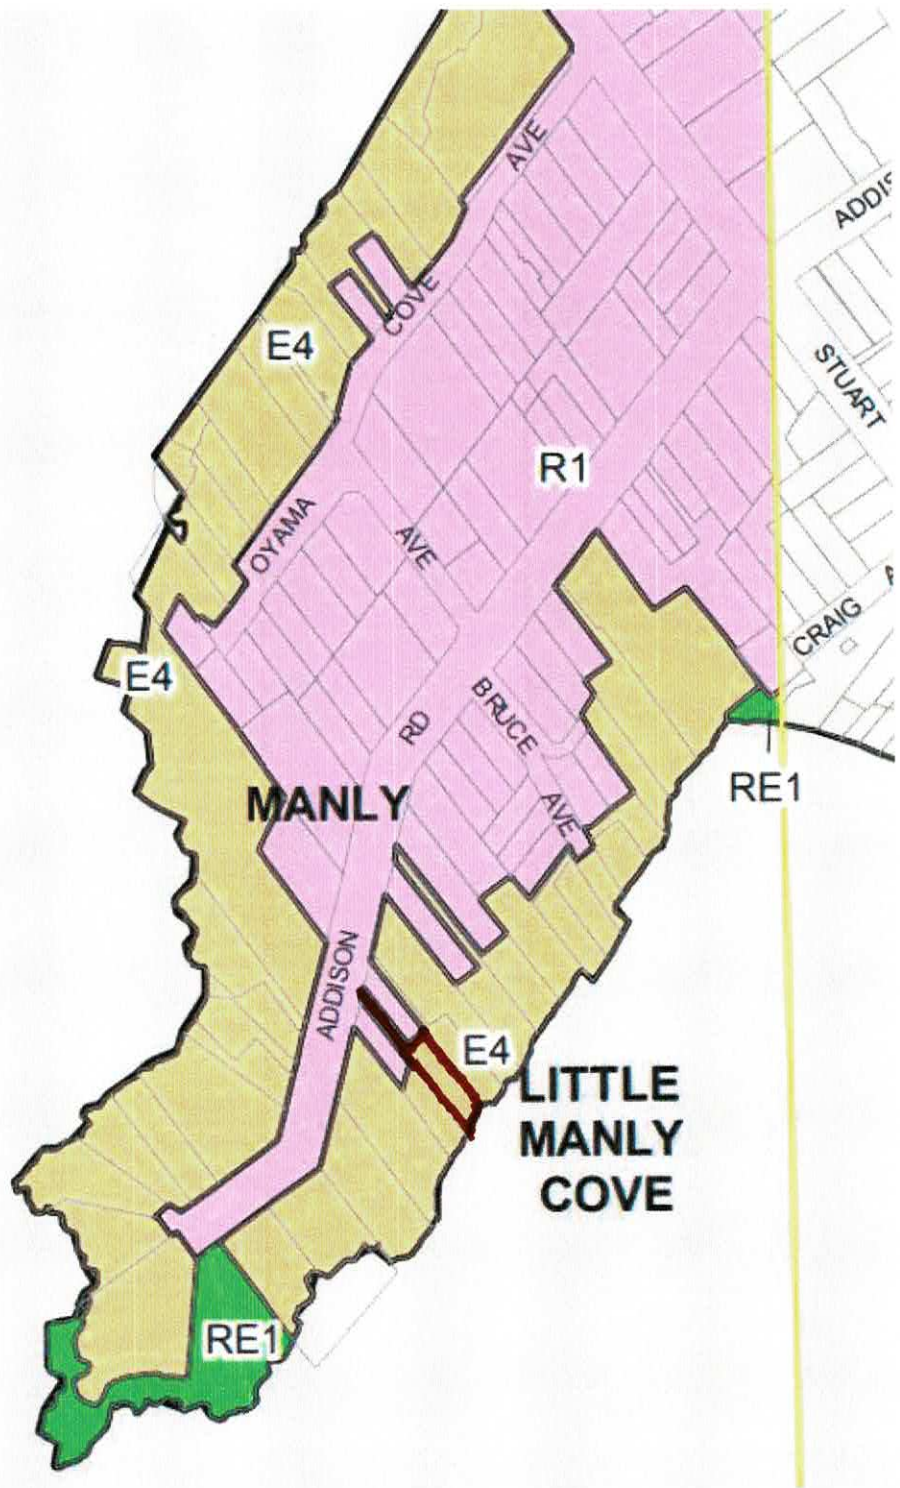 AVE
ADDIS
COVE
E4
STUART
R1
OYAMA
AVE
CRAIG
A
E4
BRUCE
RD
RE1
MANLY
AVE
ADDISON
E4
LITTLE
MANLY
COVE
RE1